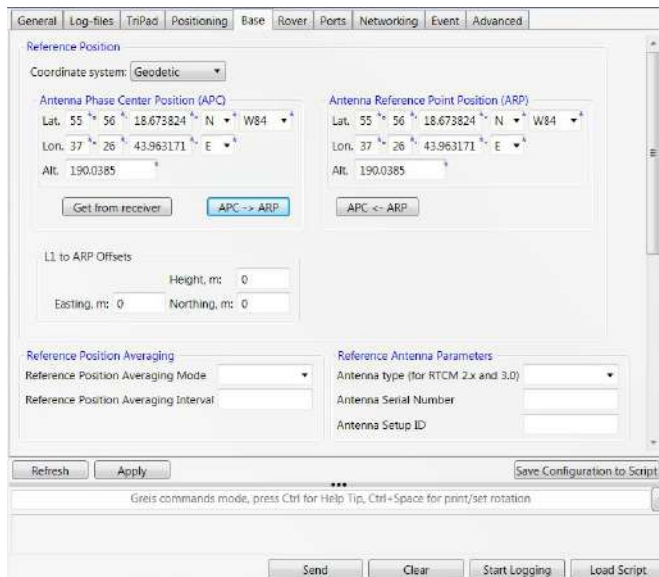 General Log-files TriPad Positioning Base Rover Ports Networking Event Advanced
Reference Position
Coordinate system: Geodetic
Antenna Phase Center Position (APC)
Lat. 55 ° 56 ' 18.673824 " N W84
Lon. 37 ° 26 ' 43.963171 " E
Alt. 190.0385
Get from receiver APC -> ARP
Antenna Reference Point Position (ARP)
Lat. 55 ° 56 ' 18.673824 " N W84
Lon. 37 ° 26 ' 43.963171 " E
Alt. 190.0385
APC <- ARP
L1 to ARP Offsets
Height, m: 0
Easting, m: 0 Northing, m: 0
Reference Position Averaging
Reference Position Averaging Mode
Reference Position Averaging Interval
Reference Antenna Parameters
Antenna type (for RTCM 2.x and 3.0)
Antenna Serial Number
Antenna Setup ID
Refresh Apply Save Configuration to Script
Greis commands mode, press Ctrl for Help Tip, Ctrl+Space for print/set rotation
Send Clear Start Logging Load Script